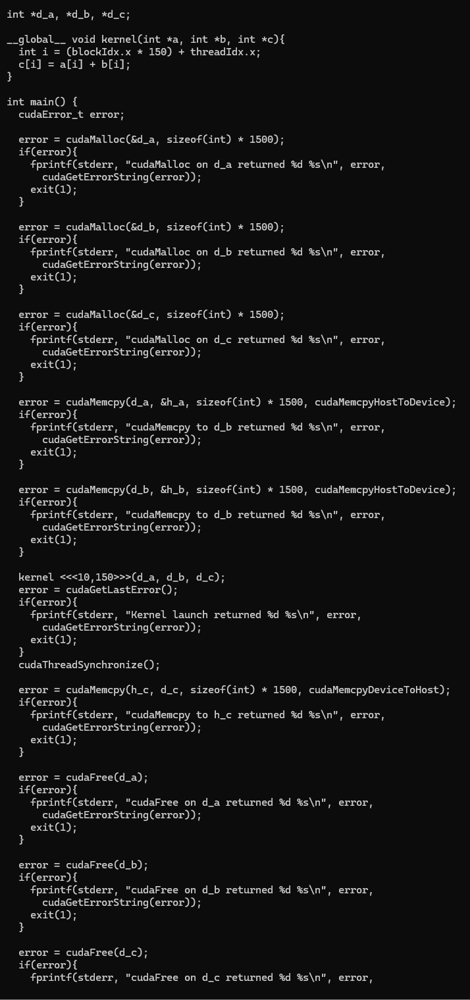 int *d_a, *d_b, *d_c;
__global__ void kernel(int *a, int *b, int *c){
int i = (blockIdx.x * 150) + threadIdx.x;
c[i] = a[i] + b[i];
}
int main() {
cudaError_t error;
error = cudaMalloc(&d_a, sizeof(int) * 1500);
if(error){
fprintf(stderr, "cudaMalloc on d_a returned %d %s\n", error,
cudaGetErrorString(error));
exit(1);
}
error = cudaMalloc(&d_b, sizeof(int) * 1500);
if(error){
fprintf(stderr, "cudaMalloc on d_b returned %d %s\n", error,
cudaGetErrorString(error));
exit(1);
}
error = cudaMalloc(&d_c, sizeof(int) * 1500);
if(error){
fprintf(stderr, "cudaMalloc on d_c returned %d %s\n", error,
cudaGetErrorString(error));
exit(1);
}
error = cudaMemcpy(d_a, &h_a, sizeof(int) * 1500, cudaMemcpyHostToDevice);
if(error){
fprintf(stderr, "cudaMemcpy to d_b returned %d %s\n", error,
cudaGetErrorString(error));
exit(1);
}
error = cudaMemcpy(d_b, &h_b, sizeof(int) * 1500, cudaMemcpyHostToDevice);
if(error){
fprintf(stderr, "cudaMemcpy to d_b returned %d %s\n", error,
cudaGetErrorString(error));
exit(1);
}
kernel <<<10,150>>>(d_a, d_b, d_c);
error = cudaGetLastError();
if(error){
fprintf(stderr, "Kernel launch returned %d %s\n", error,
cudaGetErrorString(error));
exit(1);
}
cudaThreadSynchronize();
error = cudaMemcpy(h_c, d_c, sizeof(int) * 1500, cudaMemcpyDeviceToHost);
if(error){
fprintf(stderr, "cudaMemcpy to h_c returned %d %s\n", error,
cudaGetErrorString(error));
exit(1);
}
error = cudaFree(d_a);
if(error){
fprintf(stderr, "cudaFree on d_a returned %d %s\n", error,
cudaGetErrorString(error));
exit(1);
}
error = cudaFree(d_b);
if(error){
fprintf(stderr, "cudaFree on d_b returned %d %s\n", error,
cudaGetErrorString(error));
exit(1);
}
error = cudaFree(d_c);
if(error){
fprintf(stderr, "cudaFree on d_c returned %d %s\n", error,